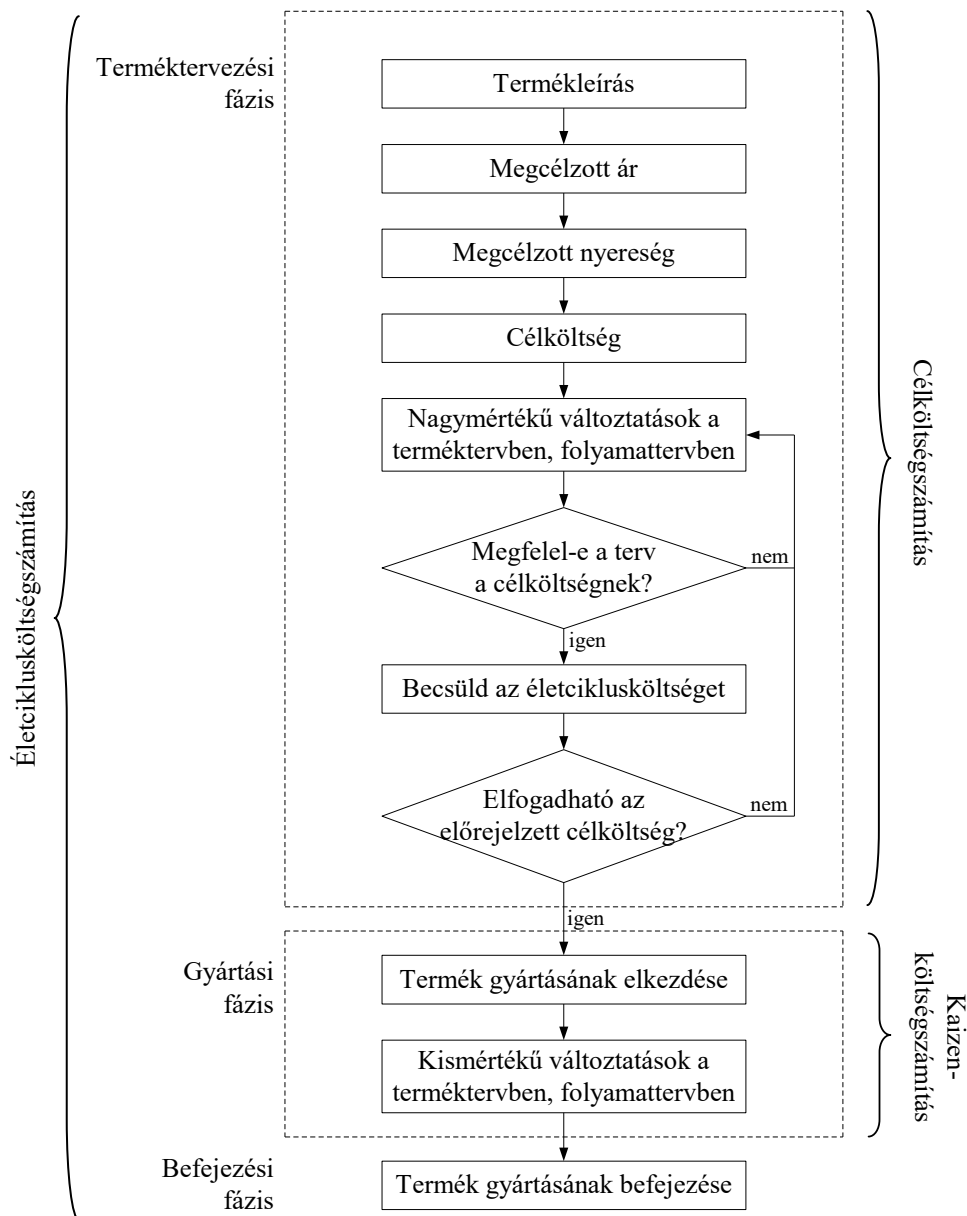 Terméktervezési
fázis
Termékleírás
Megcélzott ár
Megcélzott nyereség
Célköltség
Nagymértékű változtatások a
terméktervben, folyamattervben
Megfelel-e a terv
a célköltségnek?
nem
igen
Becsüld az életciklusköltséget
Elfogadható az
előrejelzett célköltség?
nem
igen
Célköltségszámítás
Életciklusköltségszámítás
Gyártási
fázis
Termék gyártásának elkezdése
Kismértékű változtatások a
terméktervben, folyamattervben
Kaizen-
költségszámítás
Befejezési
fázis
Termék gyártásának befejezése